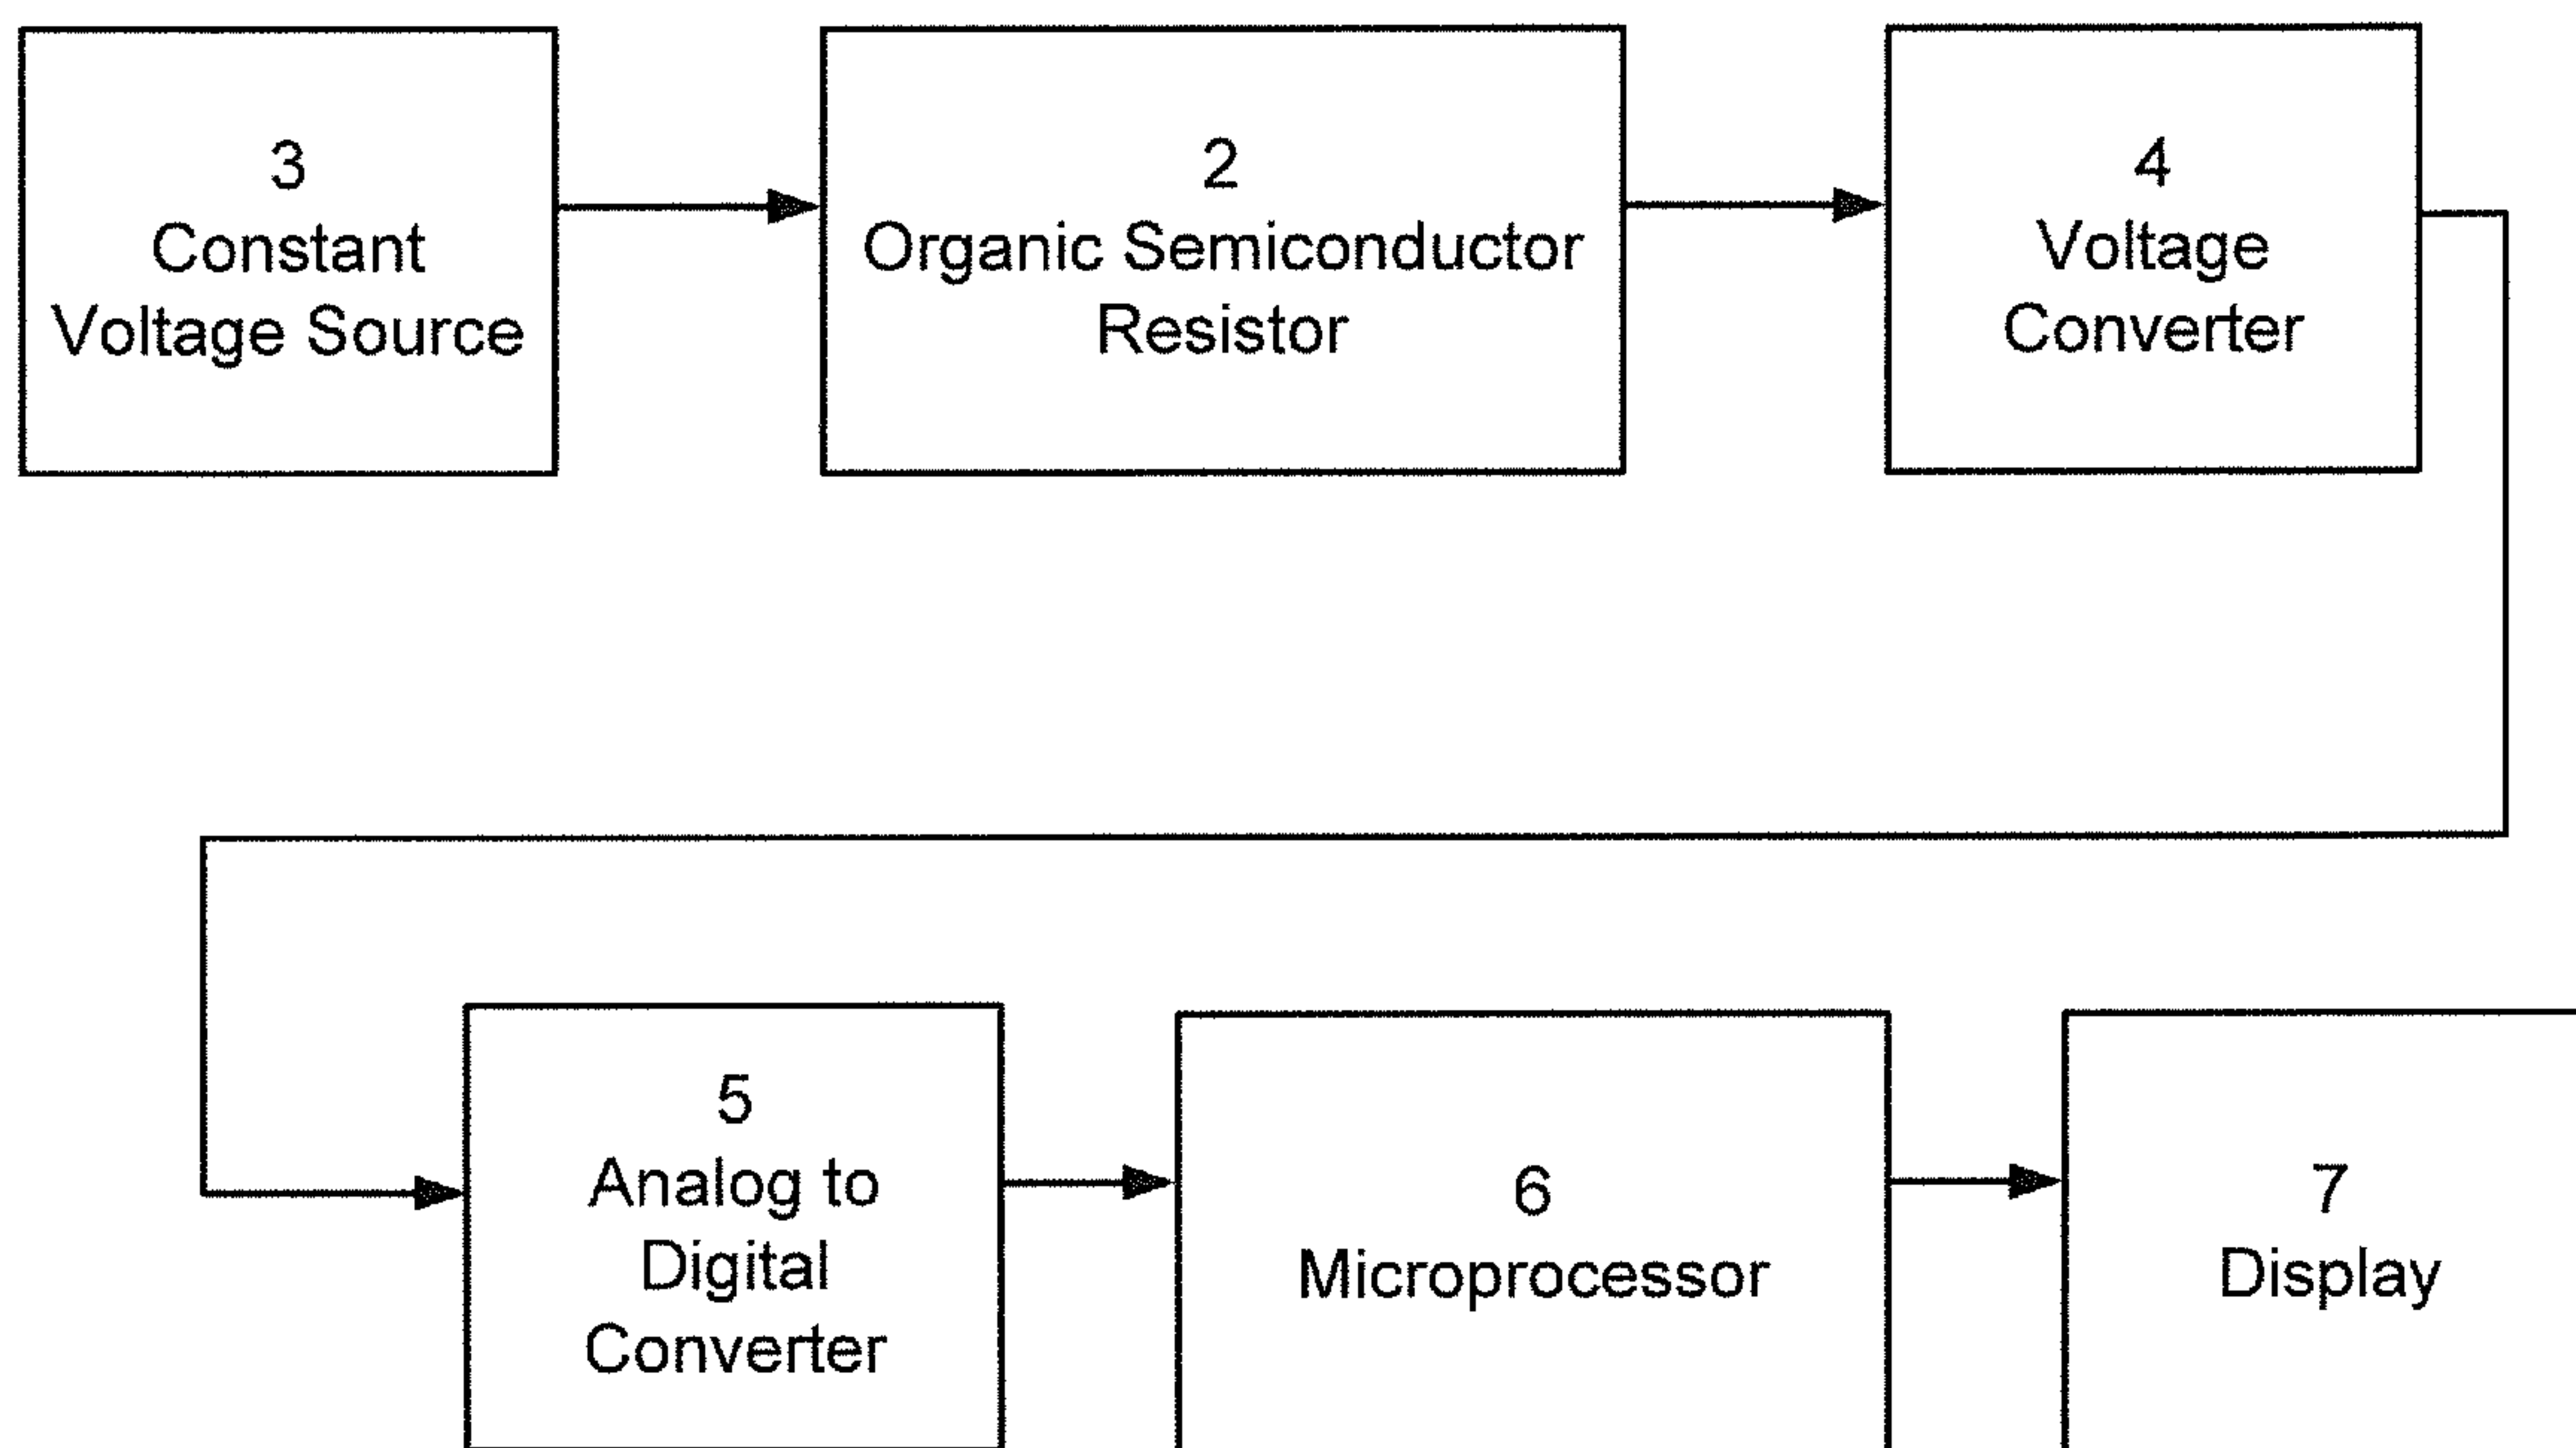 3
Constant
Voltage Source
2
Organic Semiconductor
Resistor
4
Voltage
Converter
5
Analog to
Digital
Converter
6
Microprocessor
7
Display